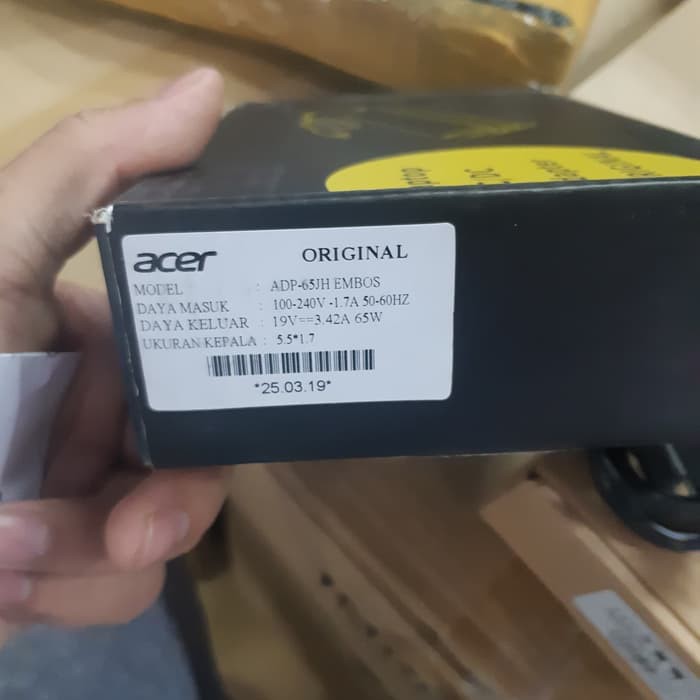 acer ORIGINAL
MODEL : ADP-65JH EMBOS
DAYA MASUK : 100-240V -1.7A 50-60HZ
DAYA KELUAR : 19V==3.42A 65W
UKURAN KEPALA : 5.5*1.7
*25.03.19*